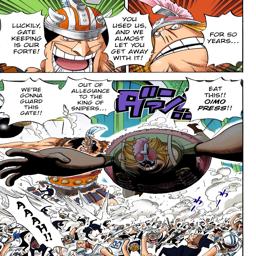 FOR 50
YEARS...
YOU
USED US,
AND WE
ALMOST
LET YOU
GET AWAY
WITH IT!
LUCKILY,
GATE
KEEPING
IS OUR
FORTE!
EAT
THIS!!
OIMO
PRESS!!
OUT OF
ALLEGIANCE
TO THE
KING OF
SNIPERS...
WE'RE
GONNA
GUARD
THIS
GATE!!